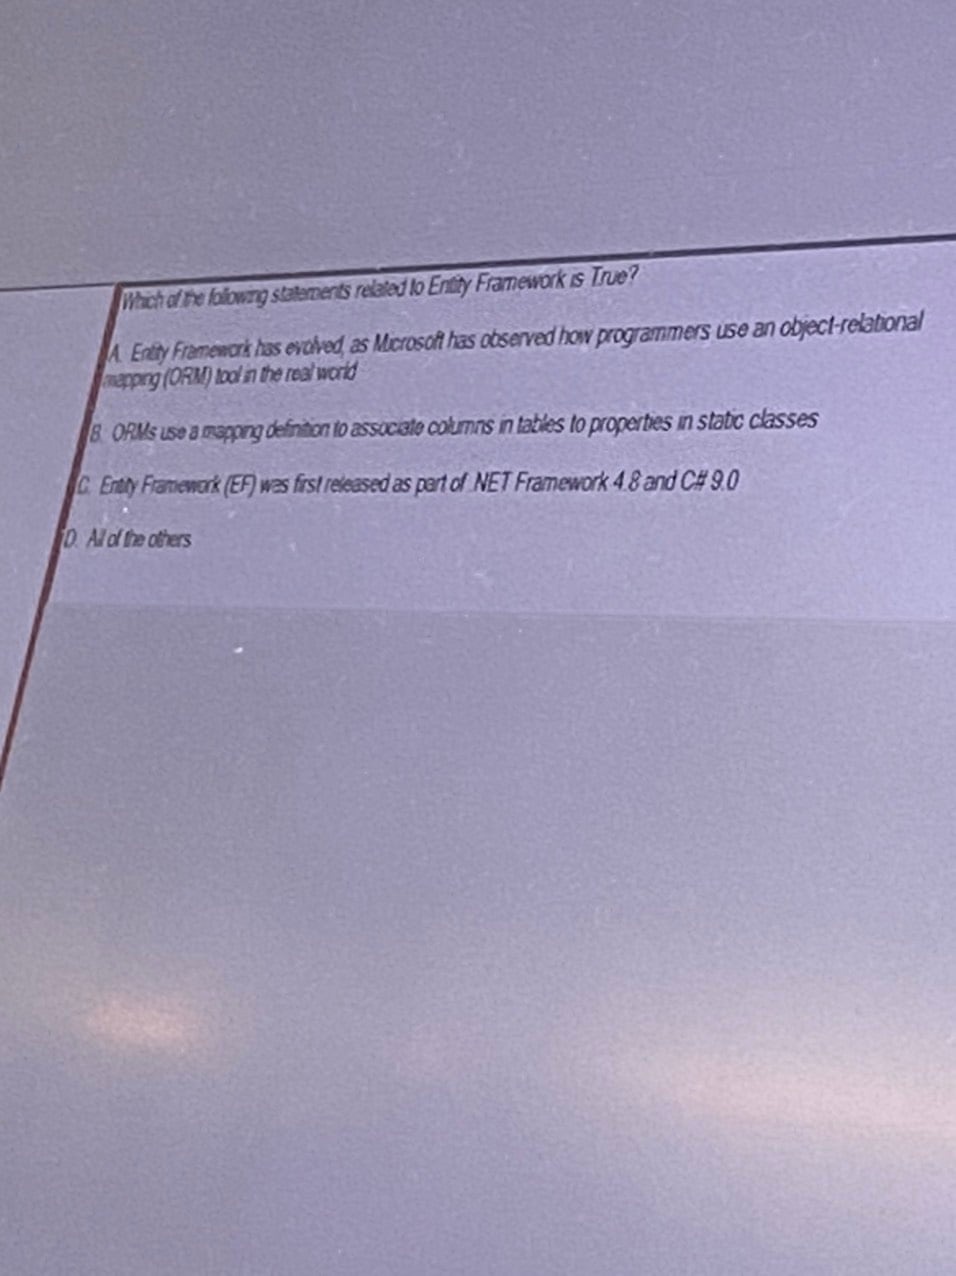 Which of the following statements related to Entity Framework is True?
A. Entity Framework has evolved, as Microsoft has observed how programmers use an object-relational
mapping (ORM) tool in the real world
B. ORMs use a mapping definition to associate columns in tables to properties in static classes
C. Entity Framework (EF) was first released as part of .NET Framework 4.8 and C# 9.0
D. All of the others